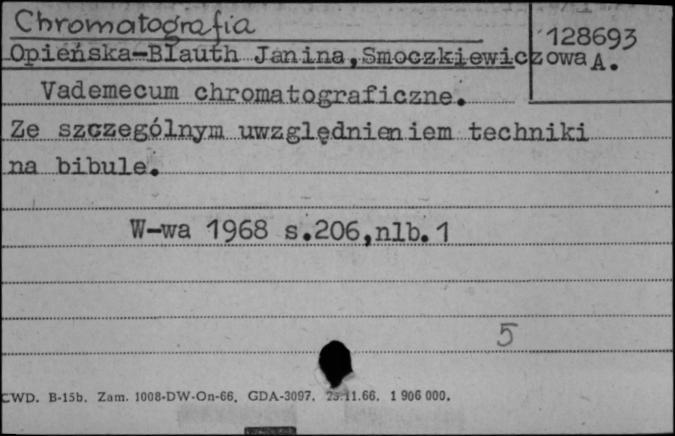 Chromatografia
128693
Opieńska-Blauth Janina, Smoczkiewiczowa A.
Vademecum chromatograficzne.
Ze szczególnym uwzględnieniem techniki
na bibule.
W-wa 1968 s.206,nlb.1
5
CWD. B-15b. Zam. 1008-DW-On-66. GDA-3097. 23.11.66. 1 906 000.